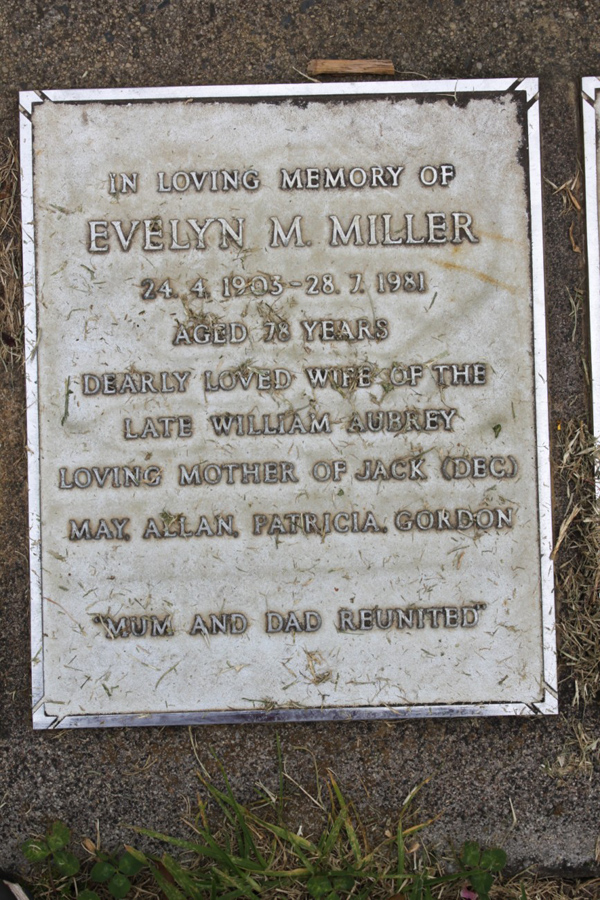 IN LOVING MEMORY OF
EVELYN M. MILLER
24. 4. 1903-28. 7. 1981
AGED 78 YEARS
DEARLY LOVED WIFE OF THE
LATE WILLIAM AUBREY
LOVING MOTHER OF JACK (DEC.)
MAY, ALLAN, PATRICIA, GORDON
"MUM AND DAD REUNITED"